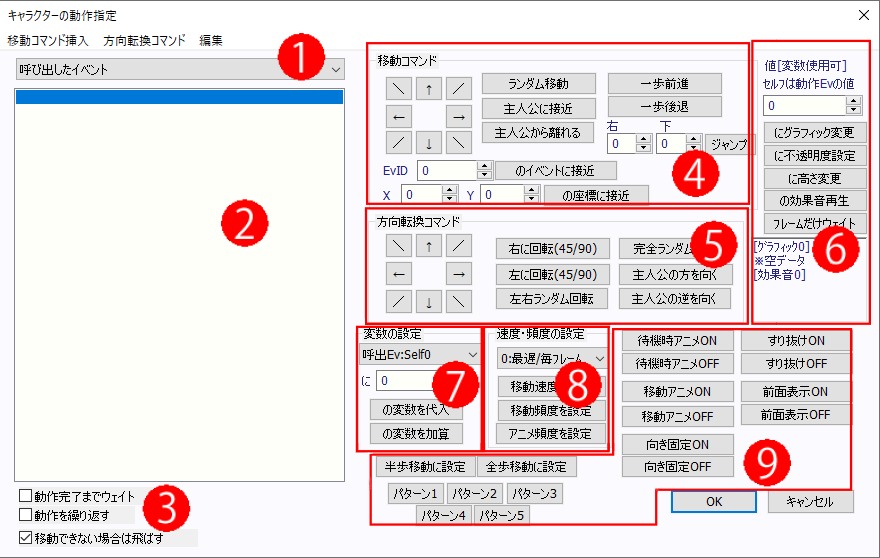 キャラクターの動作指定
移動コマンド挿入 方向転換コマンド 編集
呼び出したイベント
1
2
3
動作完了までウェイト
動作を繰り返す
移動できない場合は飛ばす
移動コマンド
＼ ↑ ／
← →
／ ↓ ＼
ランダム移動
主人公に接近
主人公から離れる
一歩前進
一歩後退
右 下
0 0 ジャンプ
EvID 0 のイベントに接近
X 0 Y 0 の座標に接近
4
方向転換コマンド
＼ ↑ ／
← →
／ ↓ ＼
右に回転(45/90)
左に回転(45/90)
左右ランダム回転
完全ランダム
主人公の方を向く
主人公の逆を向く
5
値[変数使用可]
セルフは動作Evの値
0
にグラフィック変更
に不透明度設定
に高さ変更
の効果音再生
フレームだけウェイト
[グラフィック0]
※空データ
[効果音0]
6
変数の設定
呼出Ev:Self0
に 0
の変数を代入
の変数を加算
7
速度・頻度の設定
0:最遅/毎フレーム
移動速度
移動頻度を設定
アニメ頻度を設定
8
待機時アニメON
待機時アニメOFF
移動アニメON
移動アニメOFF
向き固定ON
向き固定OFF
すり抜けON
すり抜けOFF
前面表示ON
前面表示OFF
9
半歩移動に設定 全歩移動に設定
パターン1 パターン2 パターン3
パターン4 パターン5
OK キャンセル